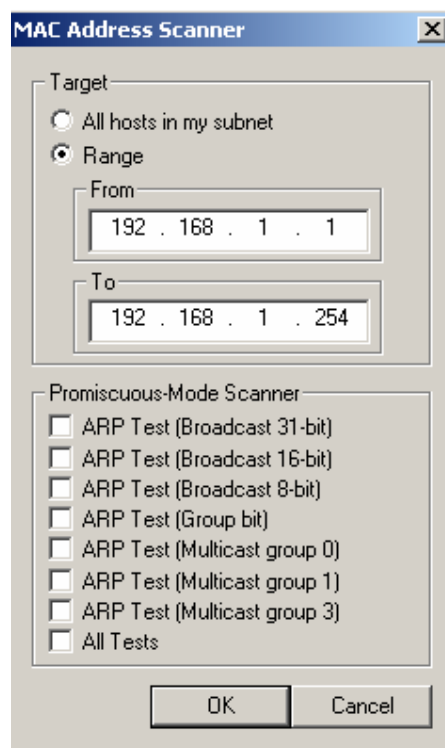 MAC Address Scanner
Target
All hosts in my subnet
Range
From
192 . 168 . 1 . 1
To
192 . 168 . 1 . 254
Promiscuous-Mode Scanner
ARP Test (Broadcast 31-bit)
ARP Test (Broadcast 16-bit)
ARP Test (Broadcast 8-bit)
ARP Test (Group bit)
ARP Test (Multicast group 0)
ARP Test (Multicast group 1)
ARP Test (Multicast group 3)
All Tests
OK Cancel